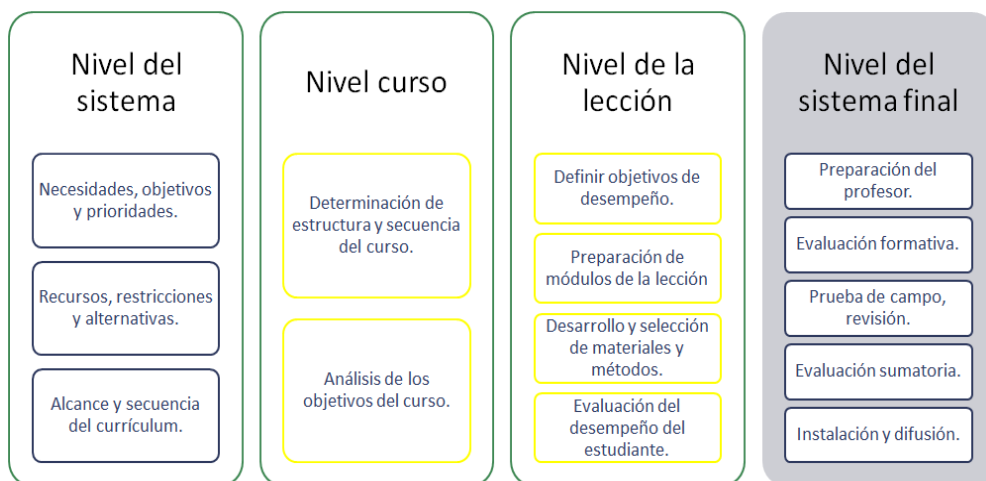 Nivel del
sistema
Necesidades, objetivos
y prioridades.
Recursos, restricciones
y alternativas.
Alcance y secuencia
del currículum.
Nivel curso
Determinación de
estructura y secuencia
del curso.
Análisis de los
objetivos del curso.
Nivel de la
lección
Definir objetivos de
desempeño.
Preparación de
módulos de la lección
Desarrollo y selección
de materiales y
métodos.
Evaluación del
desempeño del
estudiante.
Nivel del
sistema final
Preparación del
profesor.
Evaluación formativa.
Prueba de campo,
revisión.
Evaluación sumatoria.
Instalación y difusión.